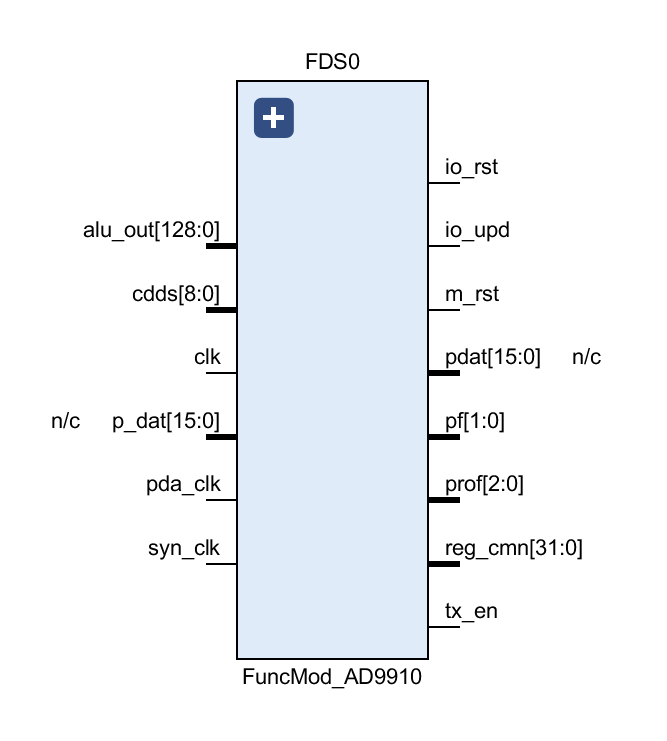 FDS0
io_rst
alu_out[128:0]
io_upd
cdds[8:0]
m_rst
clk
pdat[15:0] n/c
n/c p_dat[15:0]
pf[1:0]
pda_clk
prof[2:0]
syn_clk
reg_cmn[31:0]
tx_en
FuncMod_AD9910